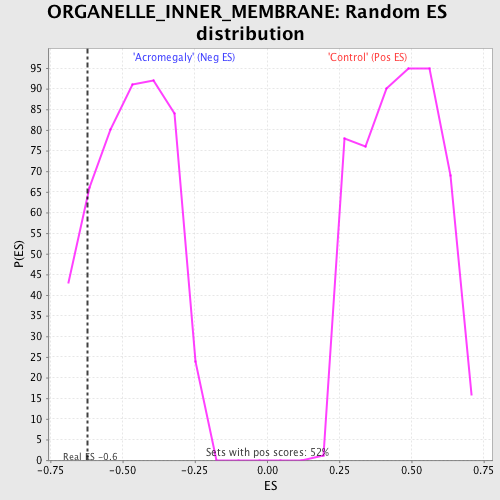 ORGANELLE_INNER_MEMBRANE: Random ES
distribution
'Acromegaly' (Neg ES) 'Control' (Pos ES)
95
90
85
80
75
70
65
60
55
50
45
40
35
30
25
20
15
10
5
0
P(ES)
Real ES -0.6
Sets with pos scores: 52%
-0.75 -0.50 -0.25 0.00 0.25 0.50 0.75
ES